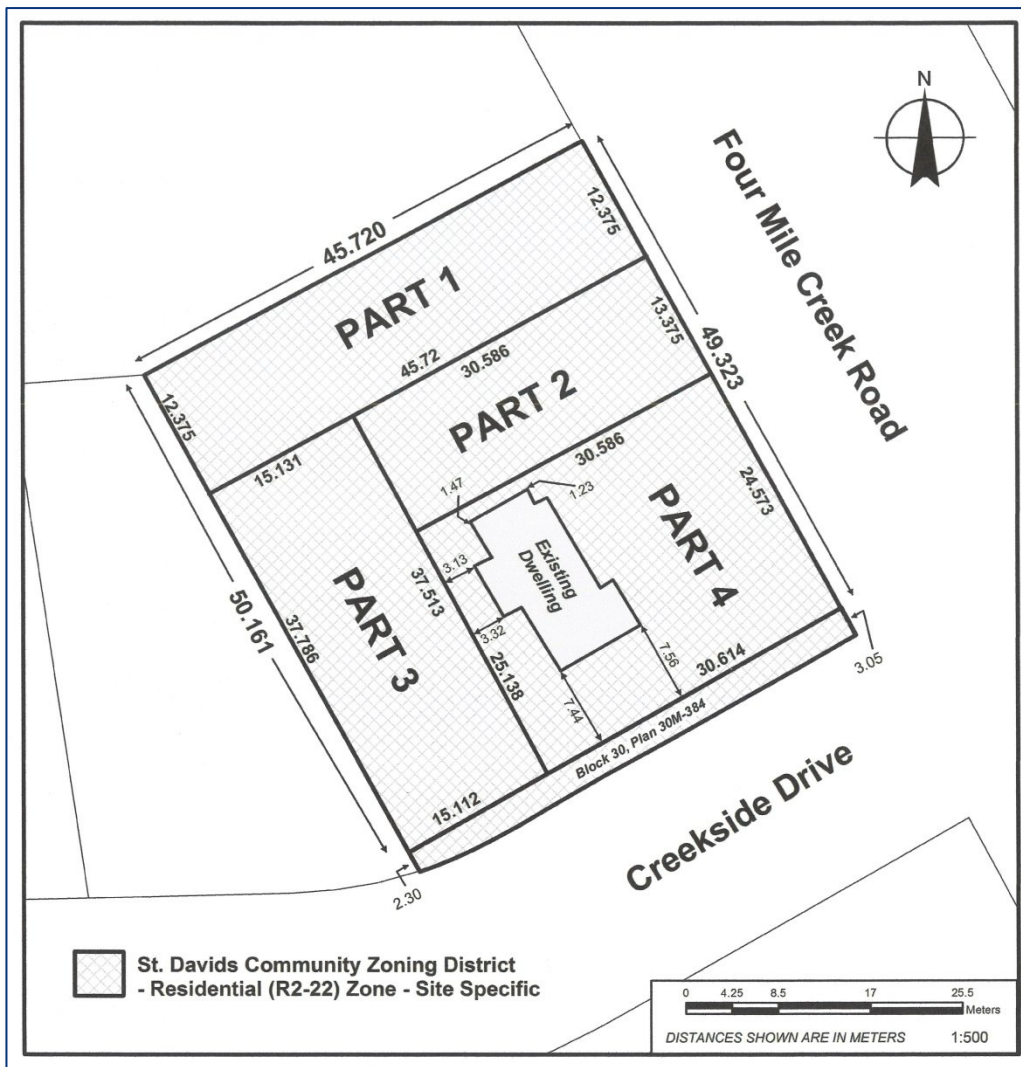 N
Four Mile Creek Road
45.720
12.375
PART 1
45.72
30.586
13.375
49.323
12.375
15.131
PART 2
30.586
1.47
1.23
24.573
3.13
Existing
Dwelling
PART 4
37.513
PART 3
37.786
50.161
3.32
25.138
7.56
30.614
7.44
3.05
Block 30, Plan 30M-384
15.112
2.30
Creekside Drive
St. Davids Community Zoning District
- Residential (R2-22) Zone - Site Specific
0 4.25 8.5 17 25.5
Meters
DISTANCES SHOWN ARE IN METERS 1:500